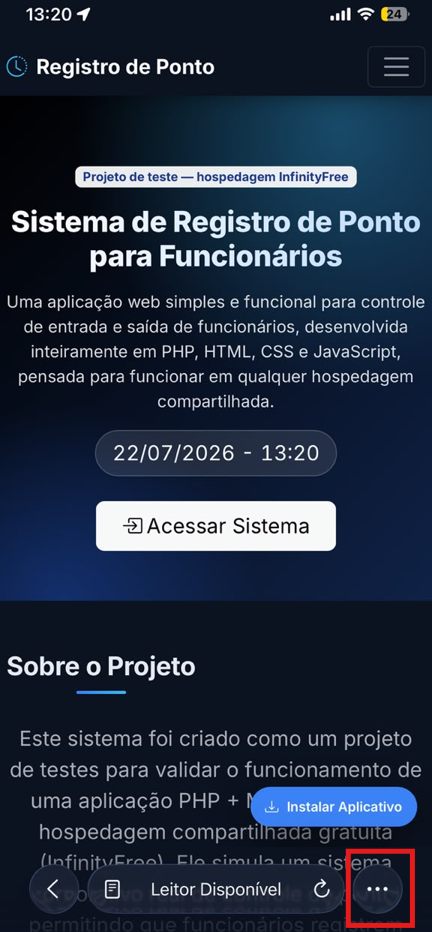 13:20
24
Registro de Ponto
Projeto de teste — hospedagem InfinityFree
Sistema de Registro de Ponto
para Funcionários
Uma aplicação web simples e funcional para controle
de entrada e saída de funcionários, desenvolvida
inteiramente em PHP, HTML, CSS e JavaScript,
pensada para funcionar em qualquer hospedagem
compartilhada.
22/07/2026 - 13:20
Acessar Sistema
Sobre o Projeto
Este sistema foi criado como um projeto
de testes para validar o funcionamento de
uma aplicação PHP + M
Instalar Aplicativo
hospedagem compartilhada gratuita
(InfinityFree). Ele simula um sistema
Leitor Disponível
permitindo que funcionários registrem